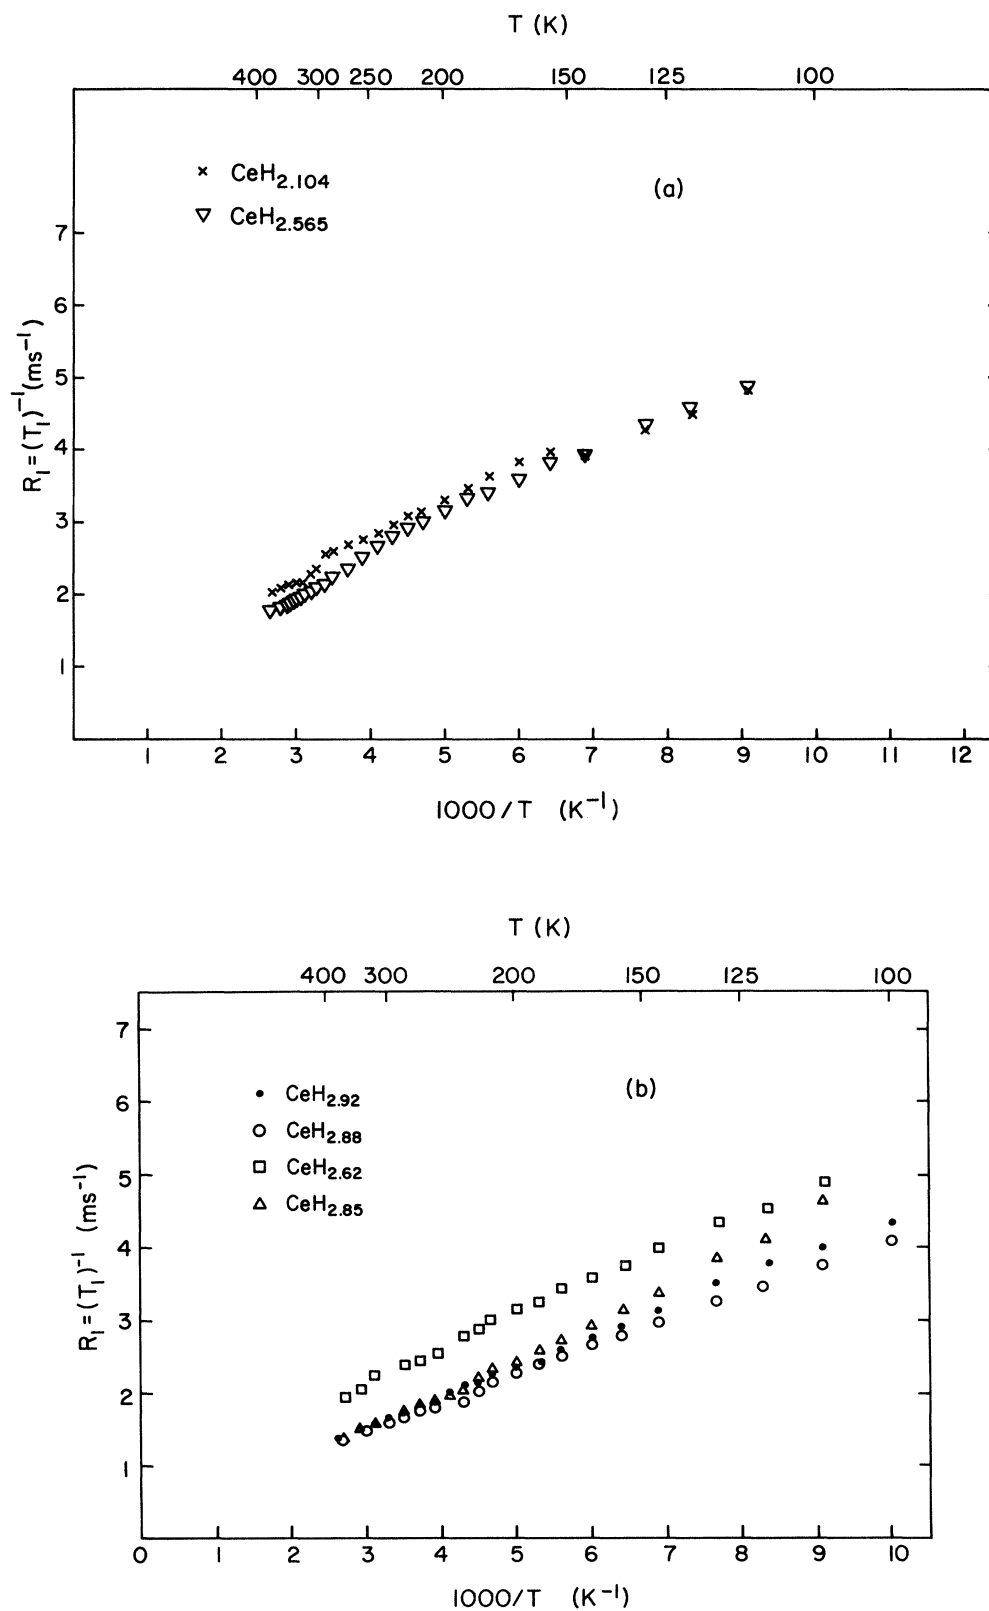 T (K)
400 300 250 200 150 125 100
× CeH2.104
(a)
▽ CeH2.565
7
6
5
4
3
2
1
R1 = (T1)⁻¹ (ms⁻¹)
1 2 3 4 5 6 7 8 9 10 11 12
1000/T (K⁻¹)
T (K)
400 300 200 150 125 100
(b)
• CeH2.92
○ CeH2.88
□ CeH2.62
△ CeH2.85
7
6
5
4
3
2
1
R1 = (T1)⁻¹ (ms⁻¹)
0 1 2 3 4 5 6 7 8 9 10
1000/T (K⁻¹)